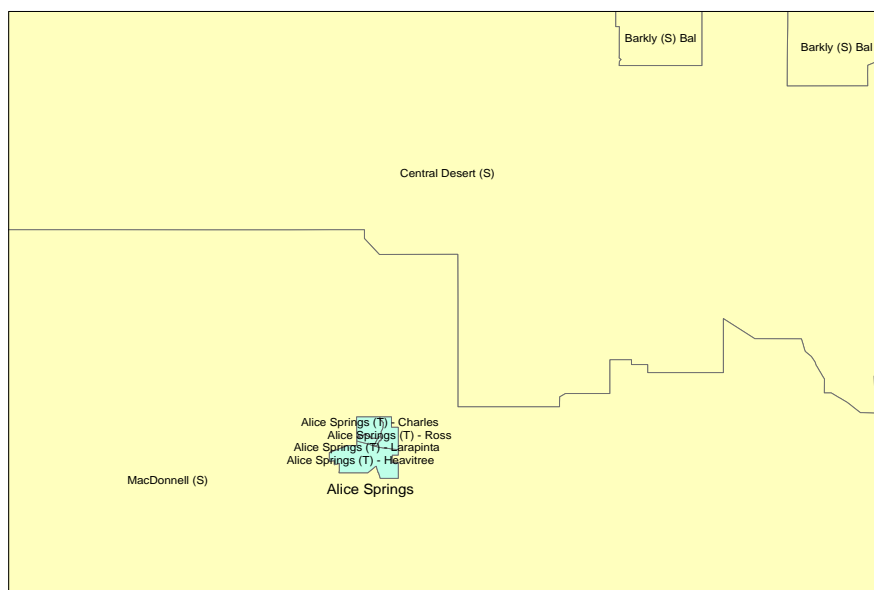 Barkly (S) Bal
Barkly (S) Bal
Central Desert (S)
Alice Springs (T) - Charles
Alice Springs (T) - Ross
Alice Springs (T) - Larapinta
Alice Springs (T) - Heavitree
MacDonnell (S)
Alice Springs